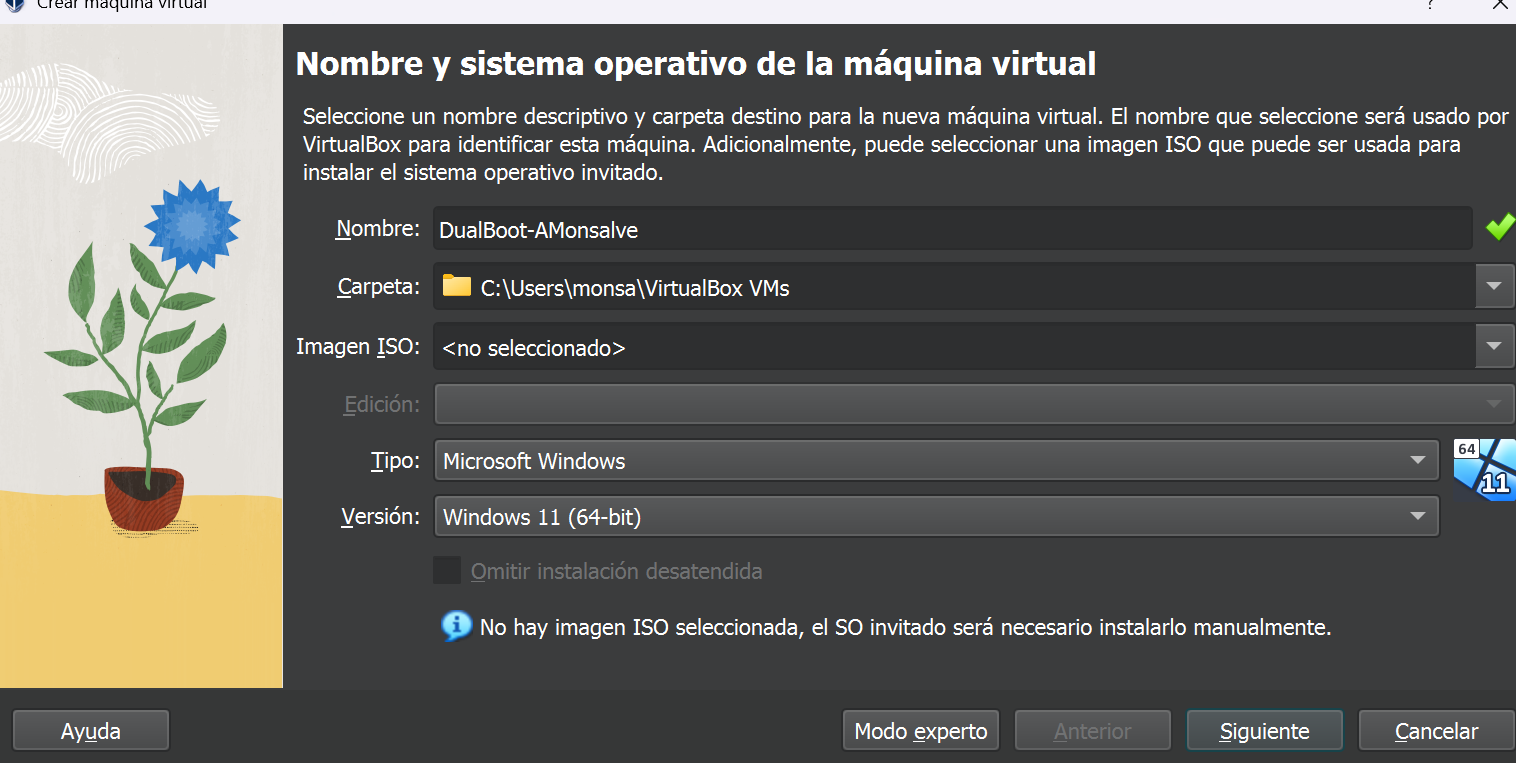 Crear máquina virtual
?
Nombre y sistema operativo de la máquina virtual
Seleccione un nombre descriptivo y carpeta destino para la nueva máquina virtual. El nombre que seleccione será usado por
VirtualBox para identificar esta máquina. Adicionalmente, puede seleccionar una imagen ISO que puede ser usada para
instalar el sistema operativo invitado.
Nombre: DualBoot-AMonsalve
Carpeta: C:\Users\monsa\VirtualBox VMs
Imagen ISO: <no seleccionado>
Edición:
Tipo: Microsoft Windows
64
11
Versión: Windows 11 (64-bit)
Omitir instalación desatendida
No hay imagen ISO seleccionada, el SO invitado será necesario instalarlo manualmente.
Ayuda Modo experto Anterior Siguiente Cancelar